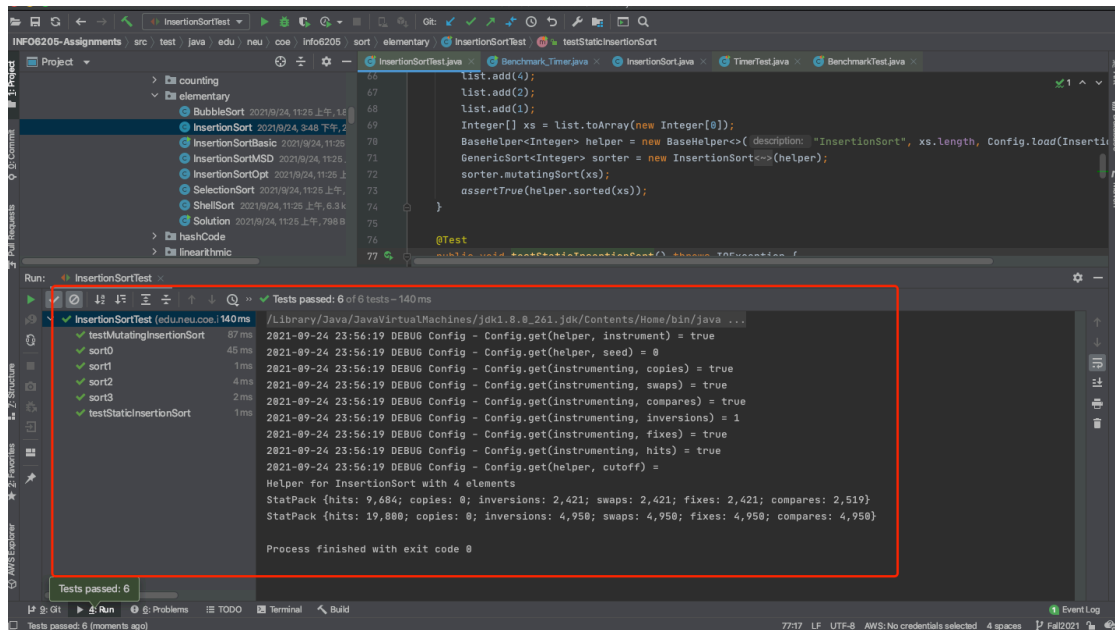 InsertionSortTest
Git:
INFO6205-Assignments src test java edu neu coe info6205 sort elementary InsertionSortTest testStaticInsertionSort
Project
InsertionSortTest.java
Benchmark_Timer.java
InsertionSort.java
TimerTest.java
BenchmarkTest.java
1: Project
Commit
Pull Requests
counting
elementary
BubbleSort 2021/9/24, 11:25 上午, 1.8
InsertionSort 2021/9/24, 3:48 下午, 2
InsertionSortBasic 2021/9/24, 11:25
InsertionSortMSD 2021/9/24, 11:25
InsertionSortOpt 2021/9/24, 11:25 上
SelectionSort 2021/9/24, 11:25 上午,
ShellSort 2021/9/24, 11:25 上午, 6.3 k
Solution 2021/9/24, 11:25 上午, 798 B
hashCode
linearithmic
1
66 list.add(4);
67 list.add(2);
68 list.add(1);
69 Integer[] xs = list.toArray(new Integer[0]);
70 BaseHelper<Integer> helper = new BaseHelper<>( description: "InsertionSort", xs.length, Config.load(Inserti
71 GenericSort<Integer> sorter = new InsertionSort<~>(helper);
72 sorter.mutatingSort(xs);
73 assertTrue(helper.sorted(xs));
74 }
75
76 @Test
77 public void testStaticInsertionSort() throws IOException {
Run: InsertionSortTest
Tests passed: 6 of 6 tests – 140 ms
InsertionSortTest (edu.neu.coe.i 140 ms
testMutatingInsertionSort 87 ms
sort0 45 ms
sort1 1 ms
sort2 4 ms
sort3 2 ms
testStaticInsertionSort 1 ms
/Library/Java/JavaVirtualMachines/jdk1.8.0_261.jdk/Contents/Home/bin/java ...
2021-09-24 23:56:19 DEBUG Config - Config.get(helper, instrument) = true
2021-09-24 23:56:19 DEBUG Config - Config.get(helper, seed) = 0
2021-09-24 23:56:19 DEBUG Config - Config.get(instrumenting, copies) = true
2021-09-24 23:56:19 DEBUG Config - Config.get(instrumenting, swaps) = true
2021-09-24 23:56:19 DEBUG Config - Config.get(instrumenting, compares) = true
2021-09-24 23:56:19 DEBUG Config - Config.get(instrumenting, inversions) = 1
2021-09-24 23:56:19 DEBUG Config - Config.get(instrumenting, fixes) = true
2021-09-24 23:56:19 DEBUG Config - Config.get(instrumenting, hits) = true
2021-09-24 23:56:19 DEBUG Config - Config.get(helper, cutoff) =
Helper for InsertionSort with 4 elements
StatPack {hits: 9,684; copies: 0; inversions: 2,421; swaps: 2,421; fixes: 2,421; compares: 2,519}
StatPack {hits: 19,800; copies: 0; inversions: 4,950; swaps: 4,950; fixes: 4,950; compares: 4,950}
Process finished with exit code 0
Z: Structure
2: Favorites
AWS Explorer
Tests passed: 6
9: Git
4: Run
6: Problems
TODO
Terminal
Build
1 Event Log
Tests passed: 6 (moments ago)
77:17 LF UTF-8 AWS: No credentials selected 4 spaces Fall2021